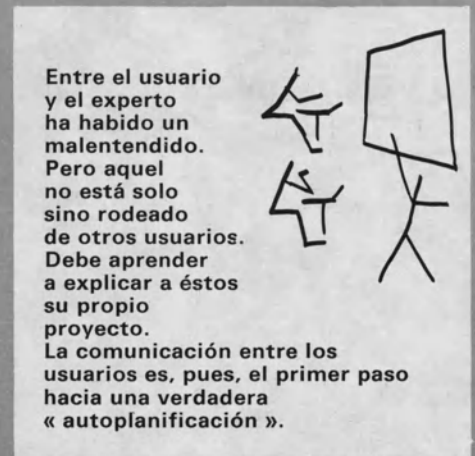 Entre el usuario
y el experto
ha habido un
malentendido.
Pero aquel
no está solo
sino rodeado
de otros usuarios.
Debe aprender
a explicar a éstos
su propio
proyecto.
La comunicación entre los
usuarios es, pues, el primer paso
hacia una verdadera
« autoplanificación ».